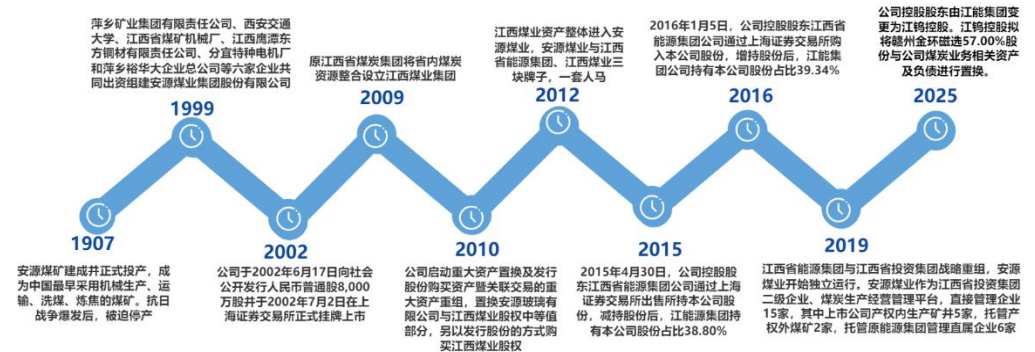 萍乡矿业集团有限责任公司、西安交通
大学、江西省煤矿机械厂、江西鹰潭东
方铜材有限责任公司、分宜特种电机厂
和萍乡裕华大企业总公司等六家企业共
同出资组建安源煤业集团股份有限公司
1999
原江西省煤炭集团将省内煤炭
资源整合设立江西煤业集团
2009
江西煤业资产整体进入安
源煤业，安源煤业与江西
省能源集团、江西煤业三
块牌子，一套人马
2012
2016年1月5日，公司控股股东江西省
能源集团公司通过上海证券交易所购
入本公司股份，增持股份后，江能集
团公司持有本公司股份占比39.34%
2016
公司控股股东由江能集团变
更为江钨控股。江钨控股拟
将赣州金环磁选57.00%股
份与公司煤炭业务相关资产
及负债进行置换。
2025
1907
安源煤矿建成并正式投产，成
为中国最早采用机械生产、运
输、洗煤、炼焦的煤矿。抗日
战争爆发后，被迫停产
2002
公司于2002年6月17日向社会
公开发行人民币普通股8,000
万股并于2002年7月2日在上
海证券交易所正式挂牌上市
2010
公司启动重大资产置换及发行
股份购买资产暨关联交易的重
大资产重组，置换安源玻璃有
限公司与江西煤业股权中等值
部分，另以发行股份的方式购
买江西煤业股权
2015
2015年4月30日，公司控股股
东江西省能源集团公司通过上海
证券交易所出售所持本公司股
份，减持股份后，江能源集团持
有本公司股份占比38.80%
2019
江西省能源集团与江西省投资集团战略重组，安源
煤业开始独立运行。安源煤业作为江西省投资集团
二级企业、煤炭生产经营管理平台，直接管理企业
15家，其中上市公司产权内生产矿井5家，托管产
权外煤矿2家，托管原能源集团管理直属企业6家